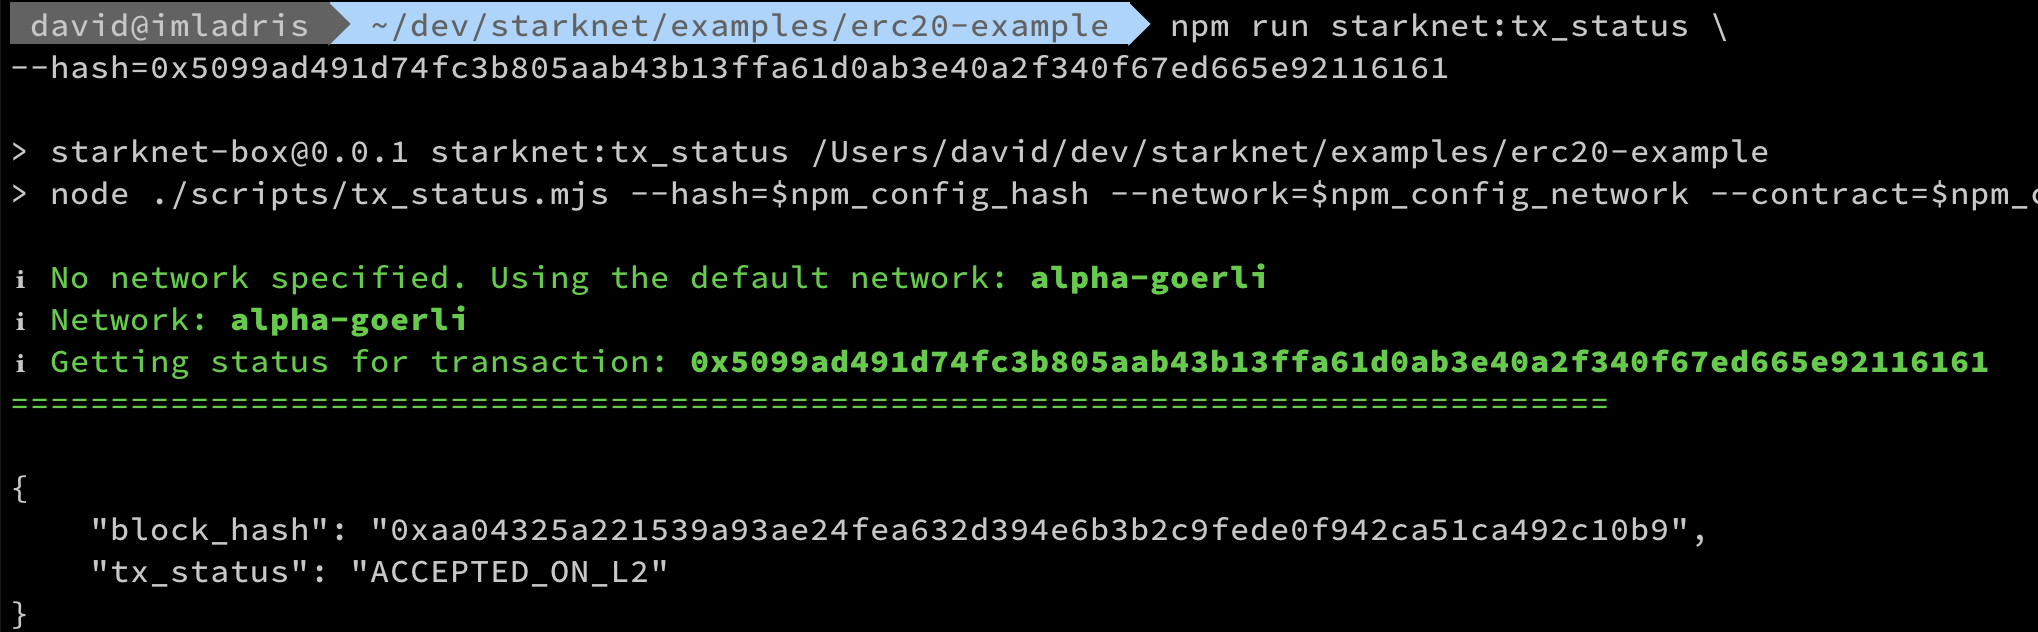 david@imladris ~/dev/starknet/examples/erc20-example npm run starknet:tx_status \
--hash=0x5099ad491d74fc3b805aab43b13ffa61d0ab3e40a2f340f67ed665e92116161
> starknet-box@0.0.1 starknet:tx_status /Users/david/dev/starknet/examples/erc20-example
> node ./scripts/tx_status.mjs --hash=$npm_config_hash --network=$npm_config_network --contract=$npm_c
i No network specified. Using the default network: alpha-goerli
i Network: alpha-goerli
i Getting status for transaction: 0x5099ad491d74fc3b805aab43b13ffa61d0ab3e40a2f340f67ed665e92116161
================================================================================
{
"block_hash": "0xaa04325a221539a93ae24fea632d394e6b3b2c9fede0f942ca51ca492c10b9",
"tx_status": "ACCEPTED_ON_L2"
}